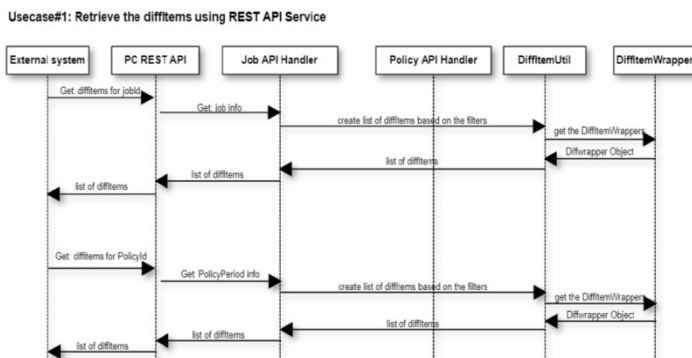 Usecase#1: Retrieve the diffItems using REST API Service
External system
PC REST API
Job API Handler
Policy API Handler
DiffItemUtil
DiffItemWrapper
Get: diffItems for jobId
Get: job info
create list of diffItems based on the filters
get the DiffItemWrappers
Diffwrapper Object
list of diffItems
list of diffItems
list of diffItems
Get: diffItems for PolicyId
Get: PolicyPeriod info
create list of diffItems based on the filters
get the DiffItemWrappers
Diffwrapper Object
list of diffItems
list of diffItems
list of diffItems